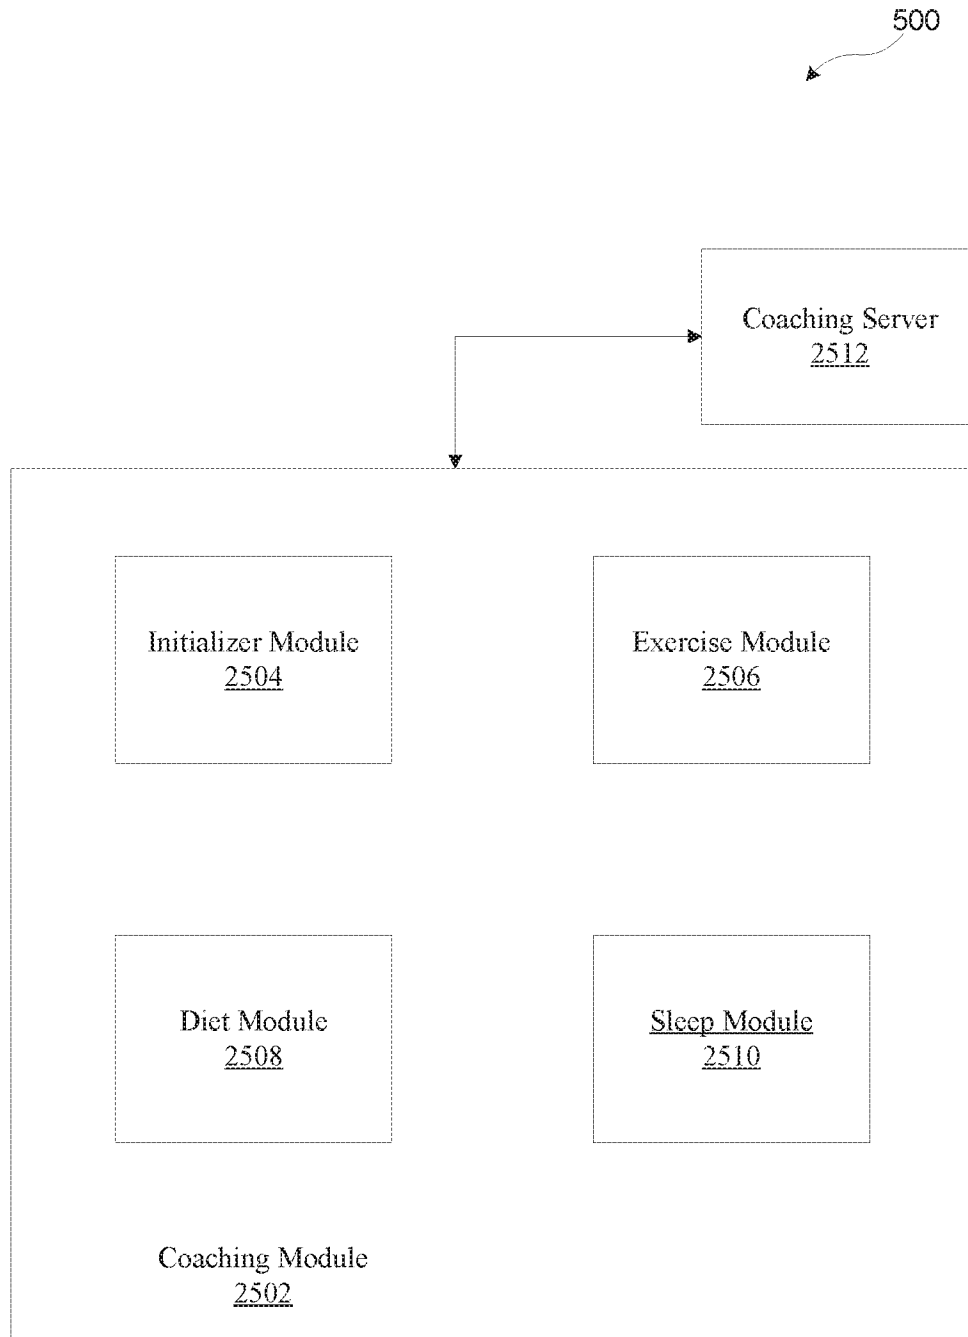 500
Coaching Server
2512
Initializer Module
2504
Exercise Module
2506
Diet Module
2508
Sleep Module
2510
Coaching Module
2502